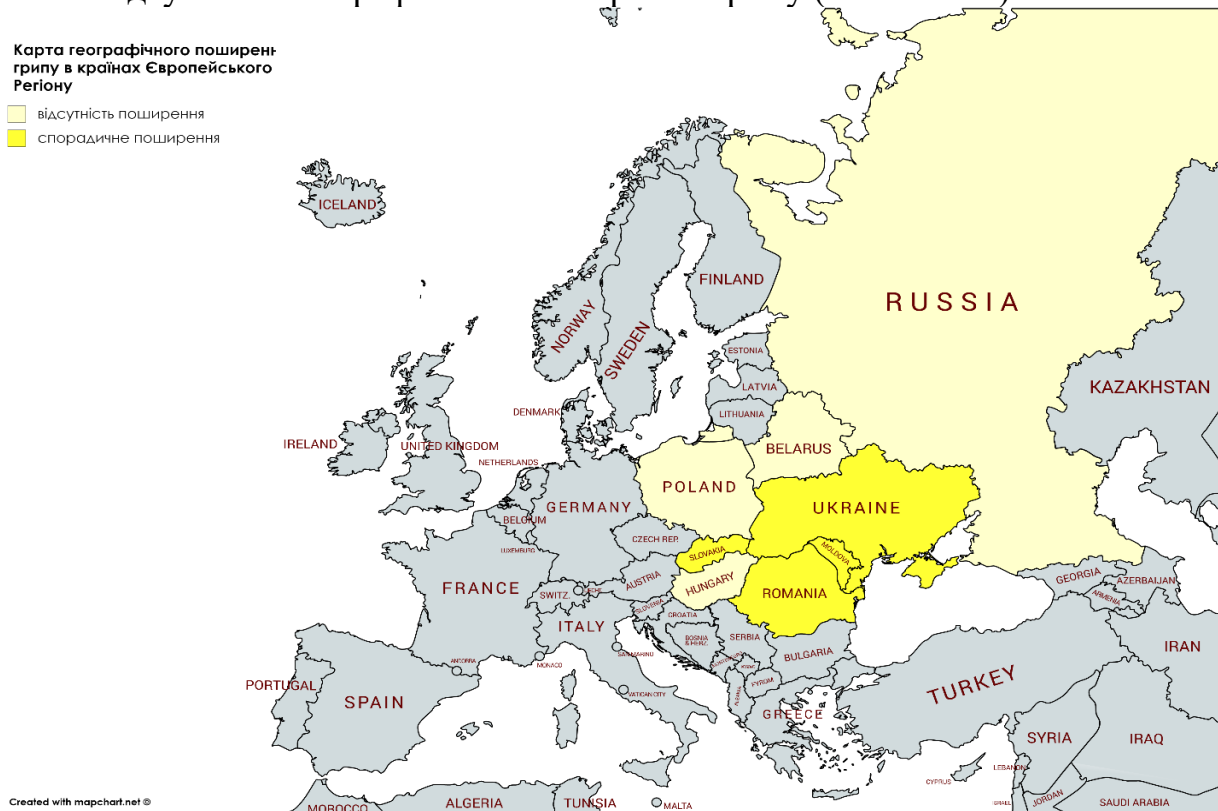 Карта географічного поширенн
грипу в країнах Європейського
Регіону
відсутність поширення
спорадичне поширення
ICELAND
FINLAND
RUSSIA
NORWAY
SWEDEN
ESTONIA
KAZAKHSTAN
LATVIA
DENMARK
LITHUANIA
IRELAND
UNITED KINGDOM
BELARUS
NETHERLANDS
POLAND
GERMANY
UKRAINE
BELGIUM
CZECH REP.
LUXEMBURG
SLOVAKIA
MOLDOVA
FRANCE
AUSTRIA
HUNGARY
GEORGIA
AZERBAIJAN
SWITZ.
ROMANIA
ARMENIA
SLOVENIA
CROATIA
ITALY
BOSNIA
& HERZ.
SERBIA
IRAN
SAN MARINO
BULGARIA
ANDORRA
MONACO
PORTUGAL
SPAIN
VATICAN CITY
FYROM
TURKEY
GREECE
SYRIA
IRAQ
LEBANON
CYPRUS
ISRAEL
JORDAN
SAUDI ARABIA
MOROCCO
ALGERIA
TUNISIA
MALTA
Created with mapchart.net ©